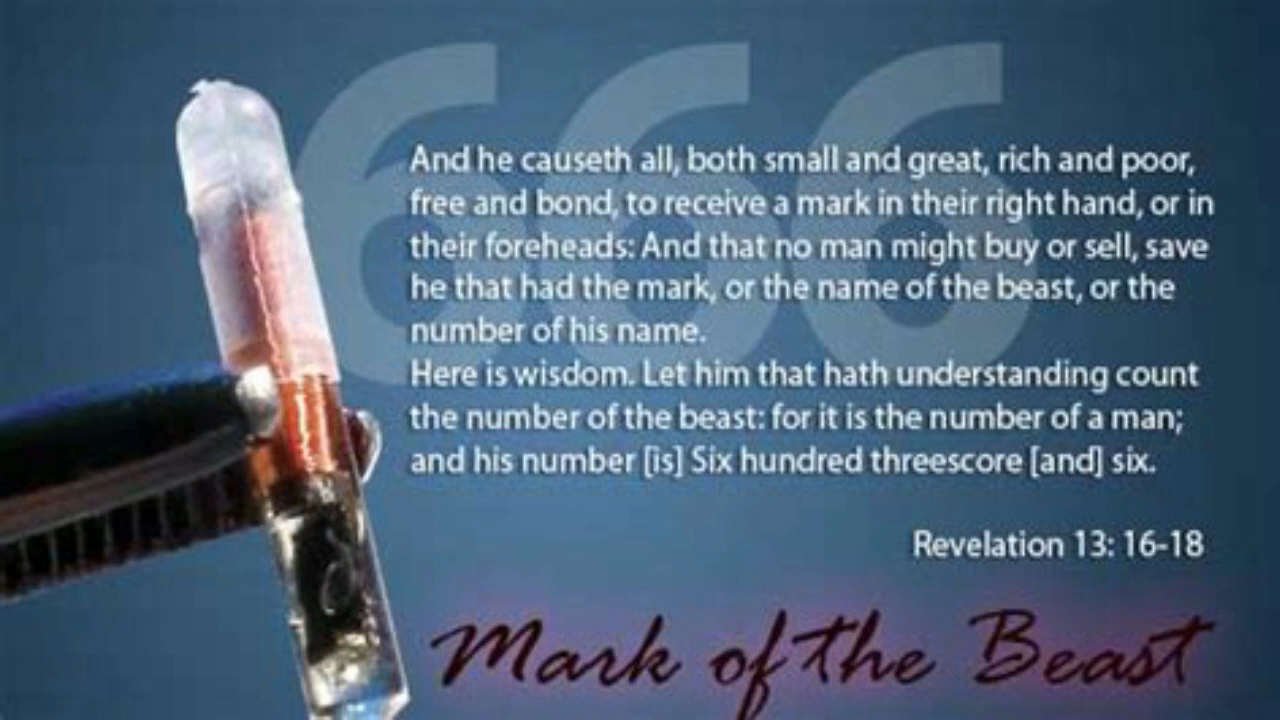 666
And he causeth all, both small and great, rich and poor,
free and bond, to receive a mark in their right hand, or in
their foreheads: And that no man might buy or sell, save
he that had the mark, or the name of the beast, or the
number of his name.
Here is wisdom. Let him that hath understanding count
the number of the beast: for it is the number of a man;
and his number [is] Six hundred threescore [and] six.
Revelation 13: 16-18
Mark of the Beast